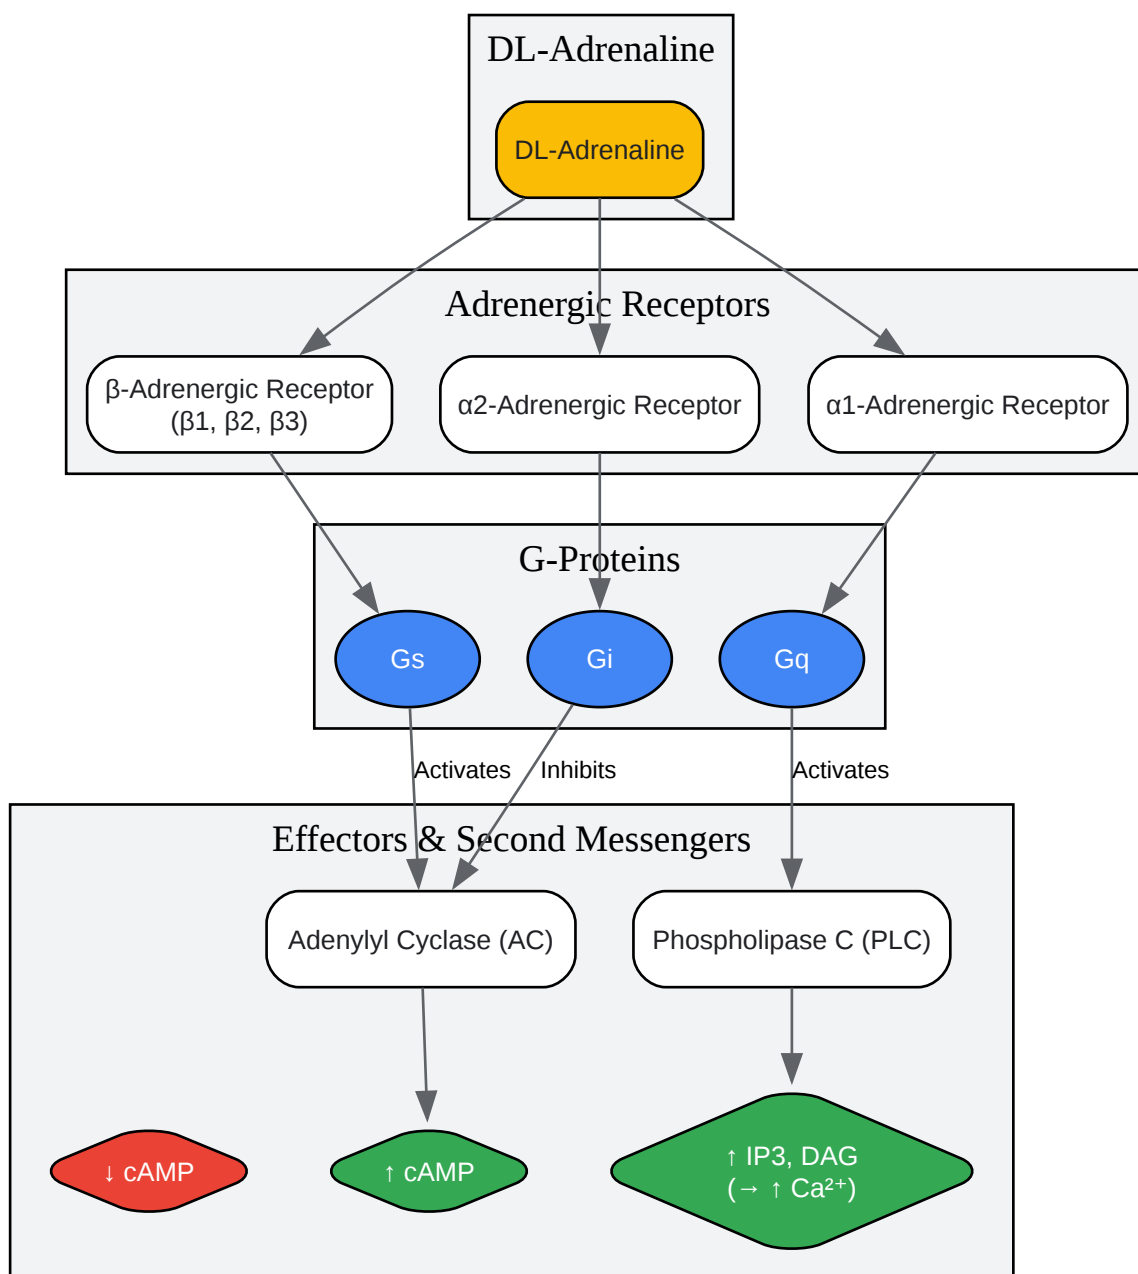 DL-Adrenaline
DL-Adrenaline
Adrenergic Receptors
β-Adrenergic Receptor
(β1, β2, β3)
α2-Adrenergic Receptor
α1-Adrenergic Receptor
G-Proteins
Gs
Gi
Gq
Activates
Inhibits
Activates
Effectors & Second Messengers
Adenylyl Cyclase (AC)
Phospholipase C (PLC)
↓ cAMP
↑ cAMP
↑ IP3, DAG
(→ ↑ Ca²⁺)